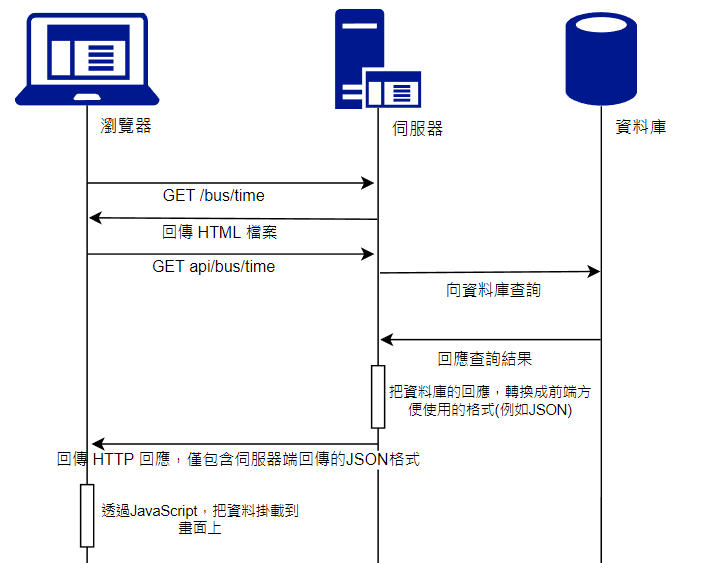 瀏覽器
伺服器
資料庫
GET /bus/time
回傳 HTML 檔案
GET api/bus/time
向資料庫查詢
回應查詢結果
把資料庫的回應，轉換成前端方
便使用的格式(例如JSON)
回傳 HTTP 回應，僅包含伺服器端回傳的JSON格式
透過JavaScript，把資料掛載到
畫面上